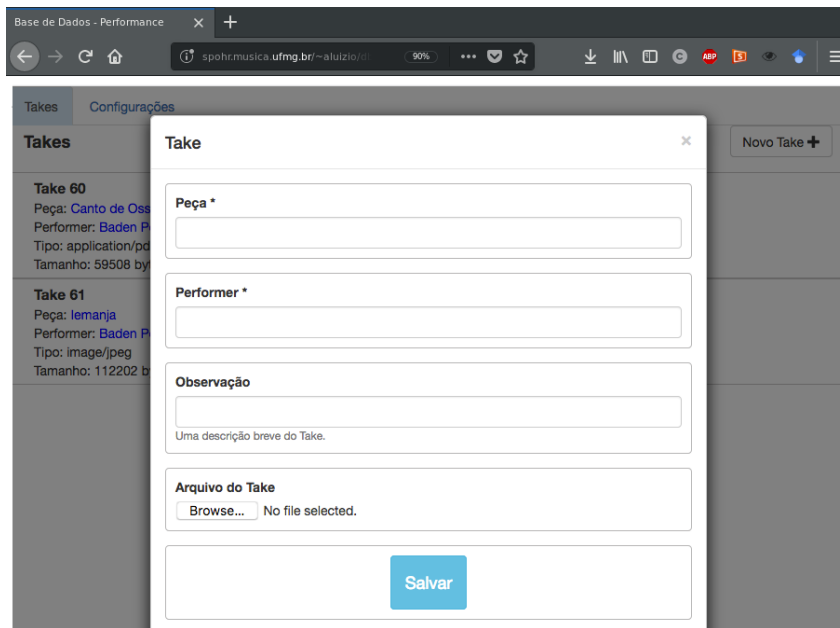 Base de Dados - Performance
spohr.musica.ufmg.br/~aluizio/d
90%
C
ABP
S
Takes
Configurações
Takes
Novo Take
Take 60
Peça: Canto de Oss
Performer: Baden P
Tipo: application/pd
Tamanho: 59508 by
Take 61
Peça: Iemanja
Performer: Baden P
Tipo: image/jpeg
Tamanho: 112202 b
Take
Peça *
Performer *
Observação
Uma descrição breve do Take.
Arquivo do Take
Browse... No file selected.
Salvar